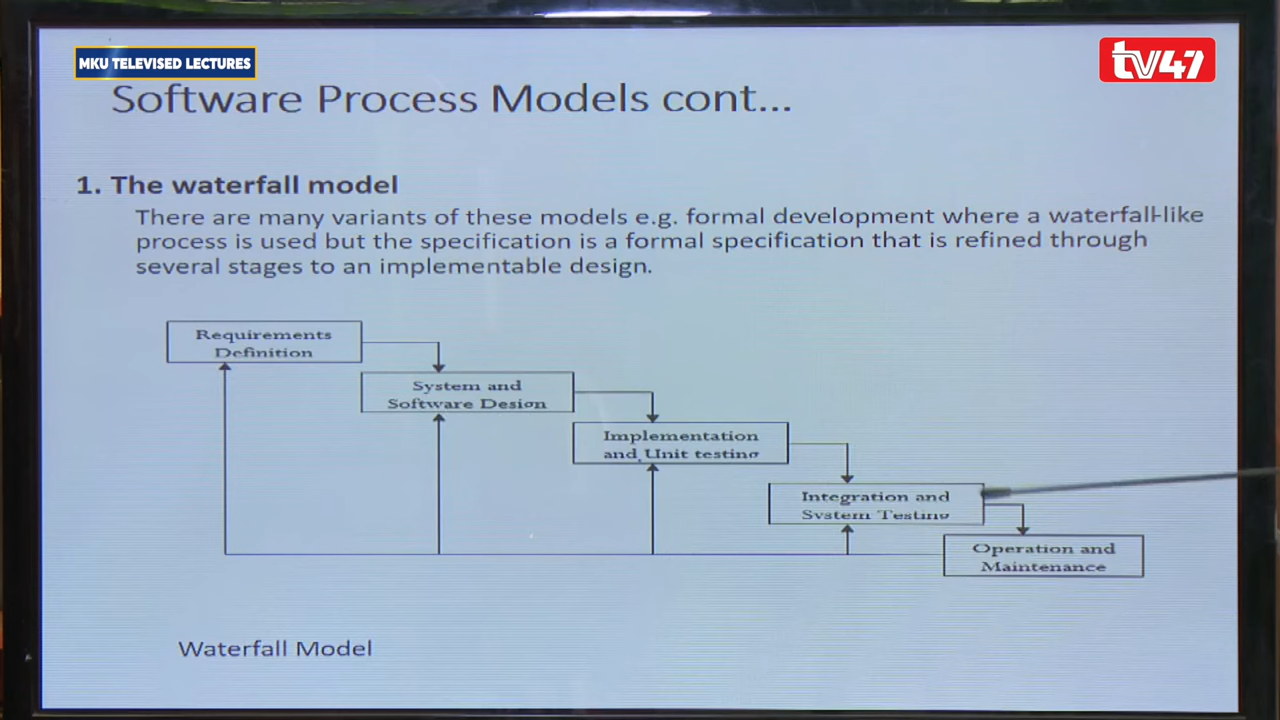 MKU TELEVISED LECTURES
tv47
Software Process Models cont...
1. The waterfall model
There are many variants of these models e.g. formal development where a waterfall-like
process is used but the specification is a formal specification that is refined through
several stages to an implementable design.
Requirements
Definition
System and
Software Design
Implementation
and Unit testing
Integration and
System Testing
Operation and
Maintenance
Waterfall Model